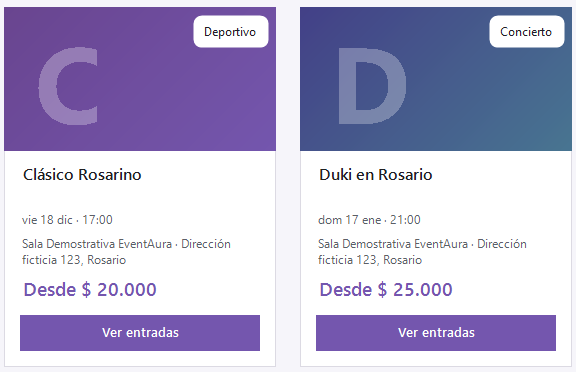 Deportivo
C
Clásico Rosarino
vie 18 dic · 17:00
Sala Demostrativa EventAura · Dirección
ficticia 123, Rosario
Desde $ 20.000
Ver entradas
Concierto
D
Duki en Rosario
dom 17 ene · 21:00
Sala Demostrativa EventAura · Dirección
ficticia 123, Rosario
Desde $ 25.000
Ver entradas